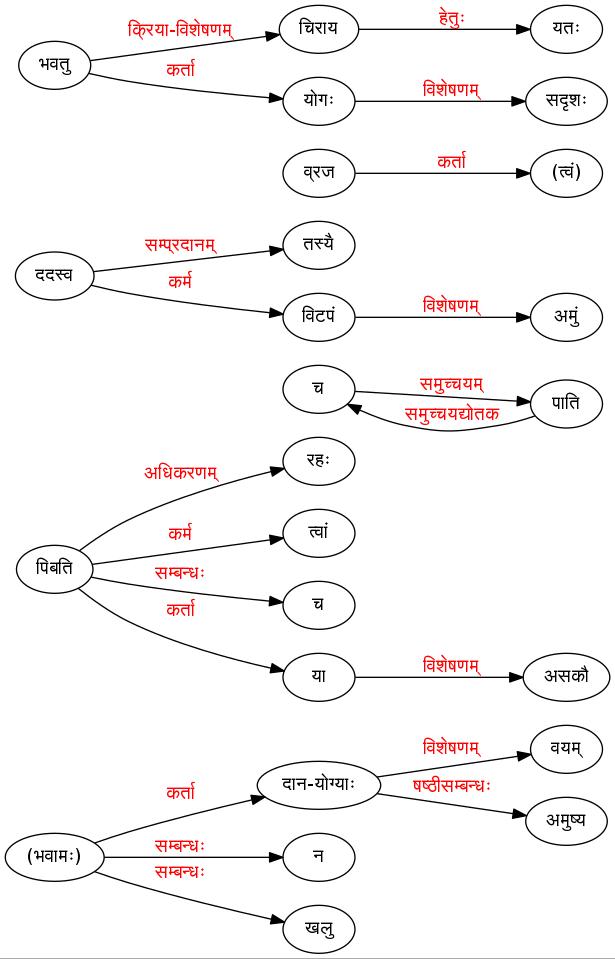 क्रिया-विशेषणम्
चिराय
हेतुः
यतः
भवतु
कर्ता
योगः
विशेषणम्
सदृशः
व्रज
कर्ता
(त्वं)
ददस्व
सम्प्रदानम्
तस्यै
कर्म
विटपं
विशेषणम्
अमुं
च
समुच्चयम्
समुच्चयद्योतक
पाति
पिबति
अधिकरणम्
रहः
कर्म
त्वां
सम्बन्धः
च
कर्ता
या
विशेषणम्
असकौ
(भवामः)
कर्ता
दान-योग्याः
विशेषणम्
वयम्
षष्ठीसम्बन्धः
अमुष्य
सम्बन्धः
न
सम्बन्धः
खलु